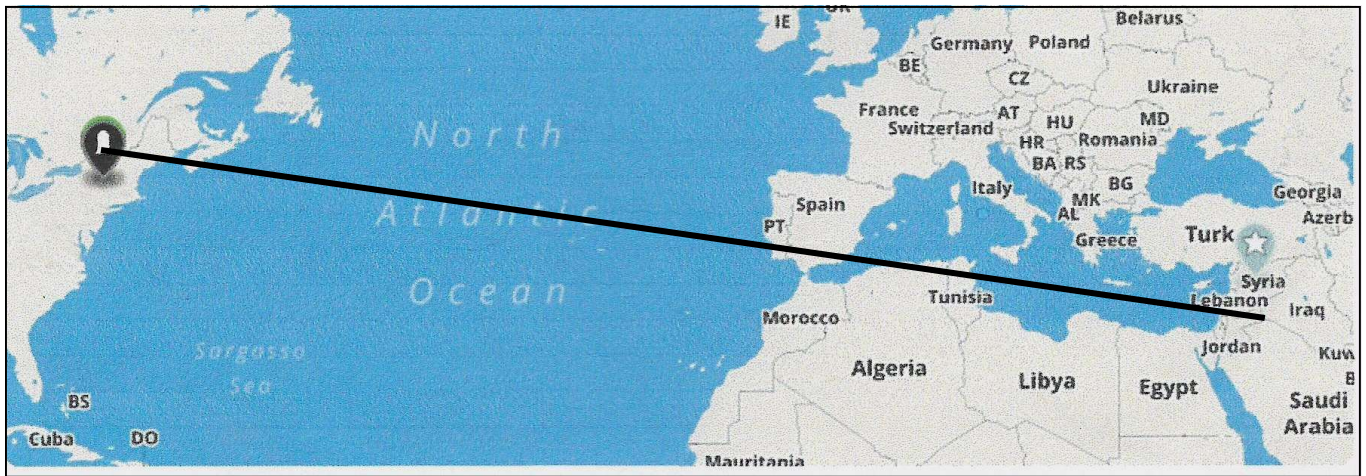 IE
UK
Belarus
Germany
Poland
BE
CZ
Ukraine
France
AT
HU
MD
North
Switzerland
HR
Romania
BA
RS
Italy
BG
Georgia
MK
Spain
AL
Azerb
Atlantic
PT
Greece
Turk
Syria
Ocean
Tunisia
Lebanon
Iraq
Morocco
Sargasso
Sea
Jordan
Kuw
Algeria
Libya
Egypt
B
Saudi
Arabia
BS
Cuba
DO
Mauritania